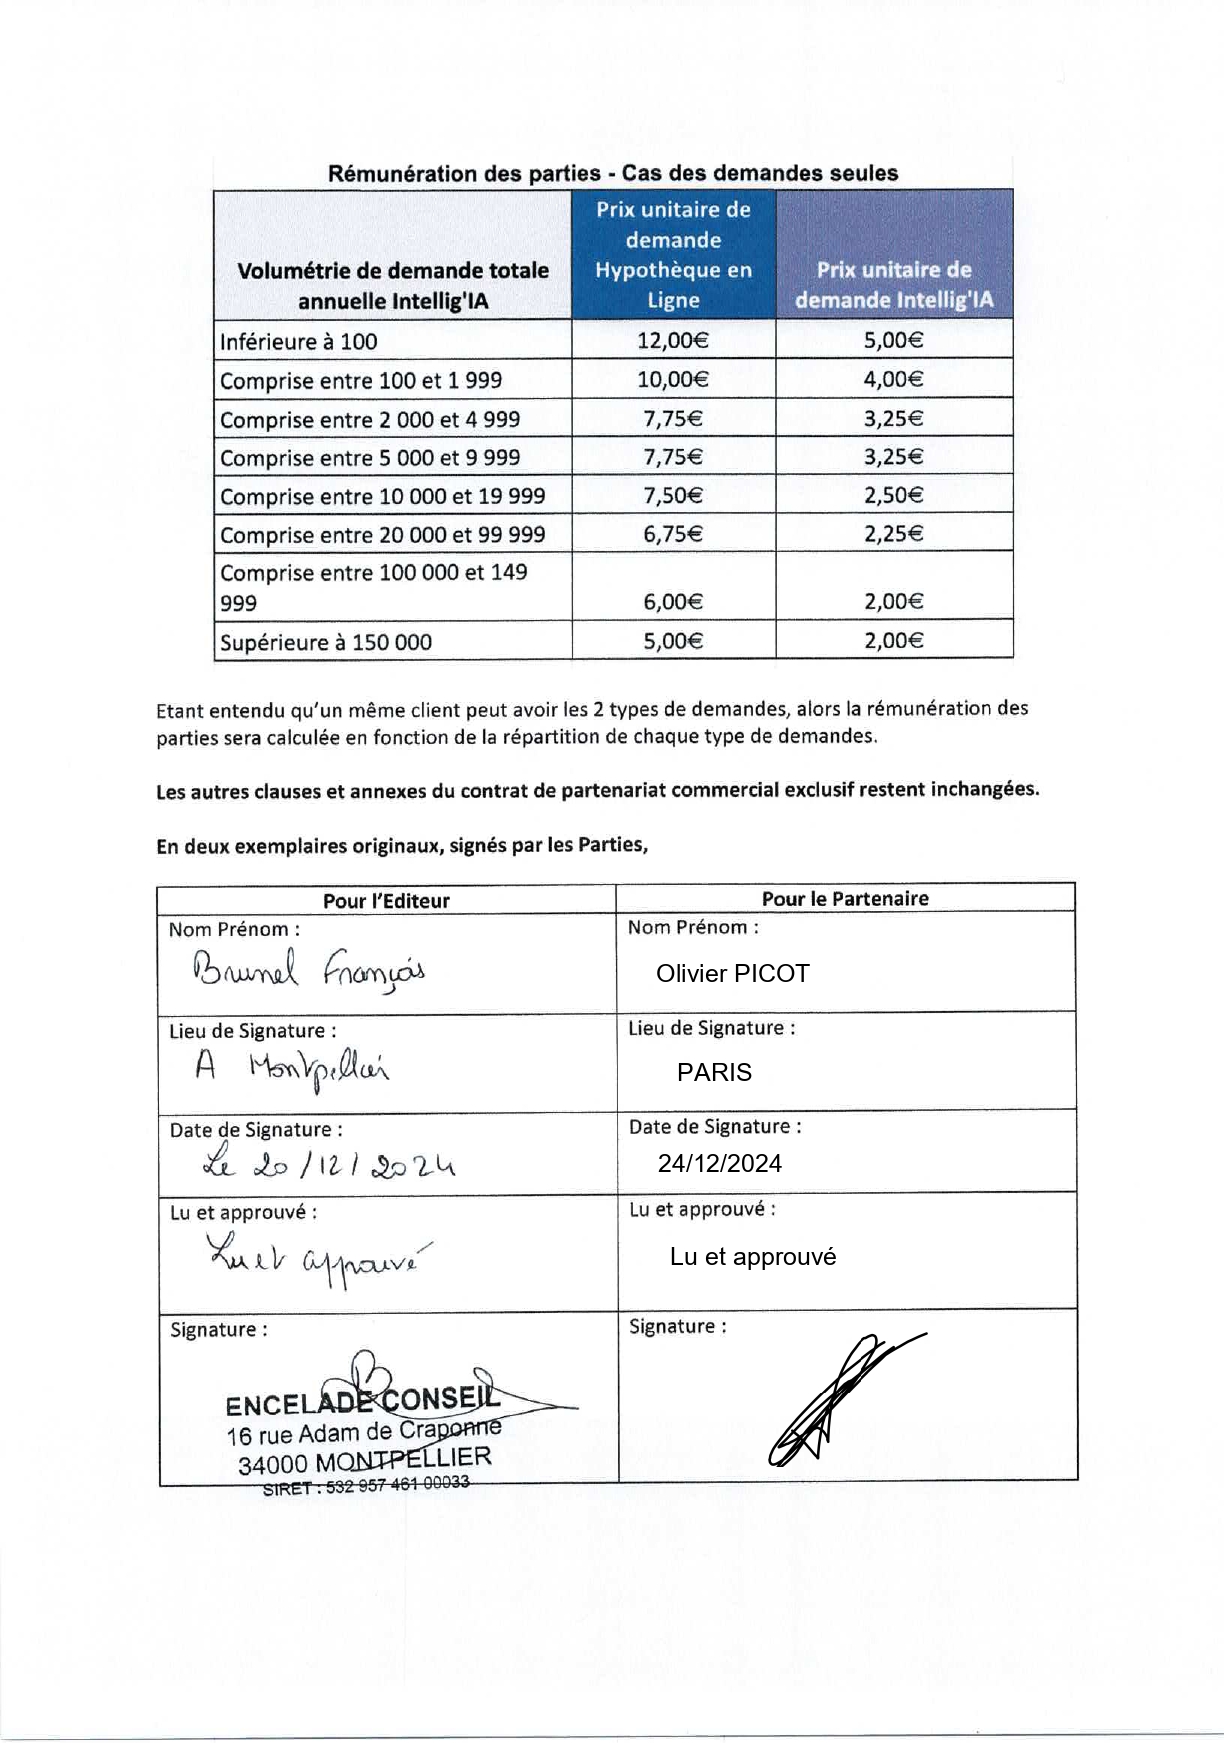 Rémunération des parties - Cas des demandes seules
Volumétrie de demande totale annuelle Intellig'IA
Prix unitaire de demande Hypothèque en Ligne
Prix unitaire de demande Intellig'IA
Inférieure à 100 12,00€ 5,00€
Comprise entre 100 et 1 999 10,00€ 4,00€
Comprise entre 2 000 et 4 999 7,75€ 3,25€
Comprise entre 5 000 et 9 999 7,75€ 3,25€
Comprise entre 10 000 et 19 999 7,50€ 2,50€
Comprise entre 20 000 et 99 999 6,75€ 2,25€
Comprise entre 100 000 et 149
999 6,00€ 2,00€
Supérieure à 150 000 5,00€ 2,00€
Etant entendu qu'un même client peut avoir les 2 types de demandes, alors la rémunération des
parties sera calculée en fonction de la répartition de chaque type de demandes.
Les autres clauses et annexes du contrat de partenariat commercial exclusif restent inchangées.
En deux exemplaires originaux, signés par les Parties,
Pour l'Editeur Pour le Partenaire
Nom Prénom : Nom Prénom :
Brunel François Olivier PICOT
Lieu de Signature : Lieu de Signature :
A Montpellier PARIS
Date de Signature : Date de Signature :
Le 20/12/2024 24/12/2024
Lu et approuvé : Lu et approuvé :
Lu et approuvé Lu et approuvé
Signature : Signature :
ENCELADE CONSEIL
16 rue Adam de Craponne
34000 MONTPELLIER
SIRET : 532 957 461 00033